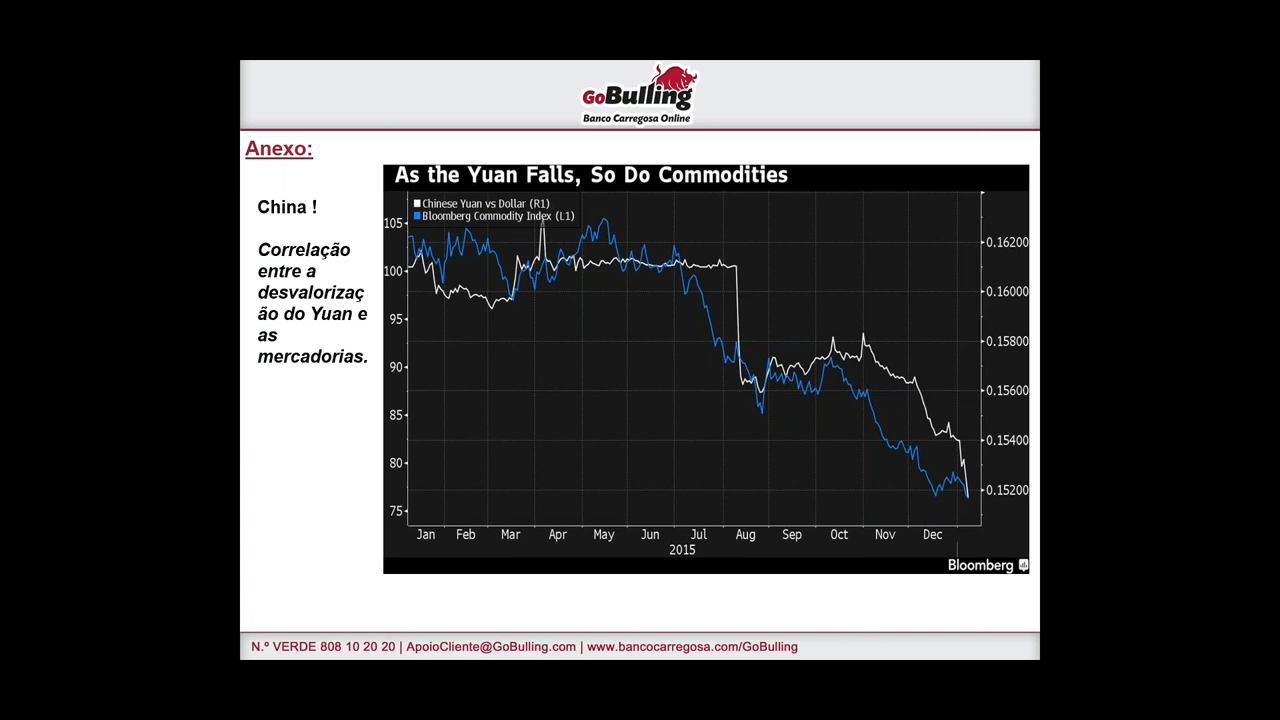 GoBulling
Banco Carregosa Online
Anexo:
China !
Correlação
entre a
desvalorizaç
ão do Yuan e
as
mercadorias.
As the Yuan Falls, So Do Commodities
Chinese Yuan vs Dollar (R1)
Bloomberg Commodity Index (L1)
105
100
95
90
85
80
75
0.16200
0.16000
0.15800
0.15600
0.15400
0.15200
Jan Feb Mar Apr May Jun Jul Aug Sep Oct Nov Dec
2015
Bloomberg
N.º VERDE 808 10 20 20 | ApoioCliente@GoBulling.com | www.bancocarregosa.com/GoBulling